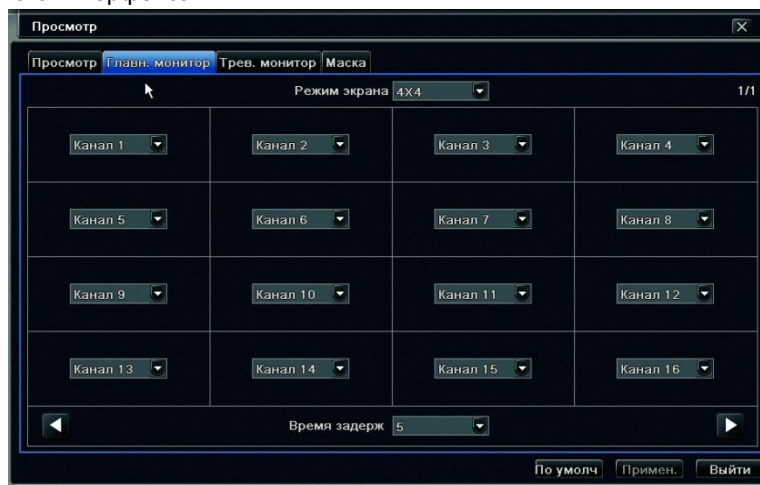 Просмотр
Просмотр Главн. монитор Трев. монитор Маска
Режим экрана 4X4 1/1
Канал 1 Канал 2 Канал 3 Канал 4
Канал 5 Канал 6 Канал 7 Канал 8
Канал 9 Канал 10 Канал 11 Канал 12
Канал 13 Канал 14 Канал 15 Канал 16
Время задерж 5
По умолч Примен. Выйти